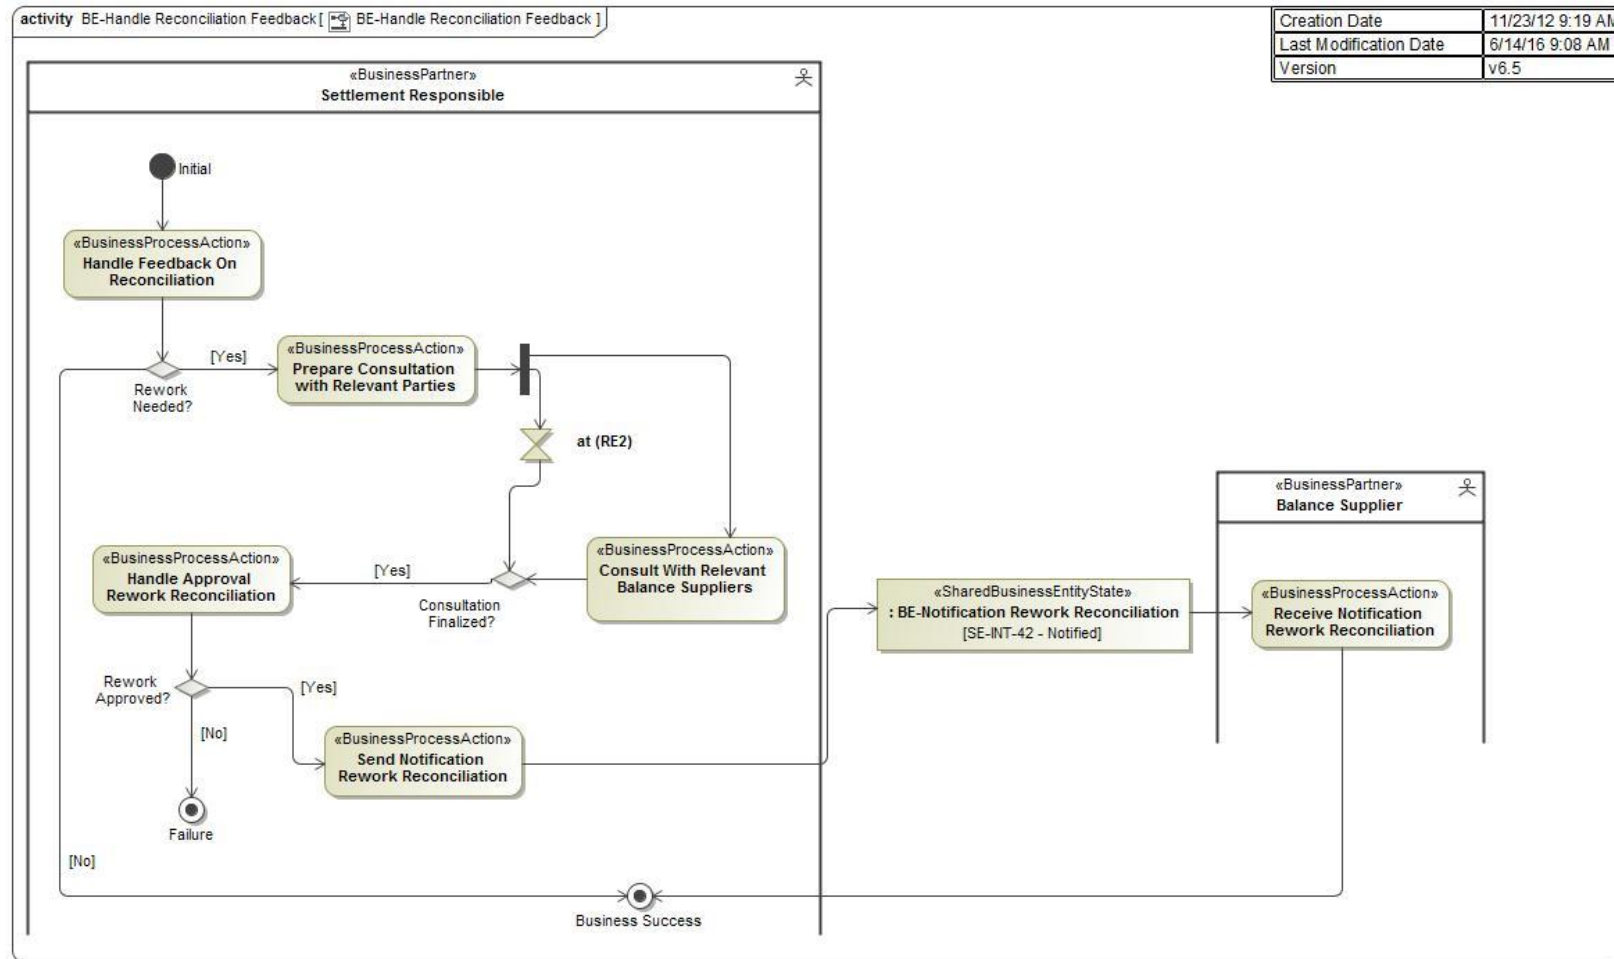 activity BE-Handle Reconciliation Feedback [ BE-Handle Reconciliation Feedback ]
Creation Date 11/23/12 9:19 AM
Last Modification Date 6/14/16 9:08 AM
Version v6.5
«BusinessPartner»
Settlement Responsible
Initial
«BusinessProcessAction»
Handle Feedback On
Reconciliation
[Yes]
Rework
Needed?
«BusinessProcessAction»
Prepare Consultation
with Relevant Parties
at (RE2)
«BusinessPartner»
Balance Supplier
«BusinessProcessAction»
Handle Approval
Rework Reconciliation
[Yes]
Consultation
Finalized?
«BusinessProcessAction»
Consult With Relevant
Balance Suppliers
«SharedBusinessEntityState»
: BE-Notification Rework Reconciliation
[SE-INT-42 - Notified]
«BusinessProcessAction»
Receive Notification
Rework Reconciliation
Rework
Approved?
[Yes]
[No]
«BusinessProcessAction»
Send Notification
Rework Reconciliation
Failure
[No]
Business Success